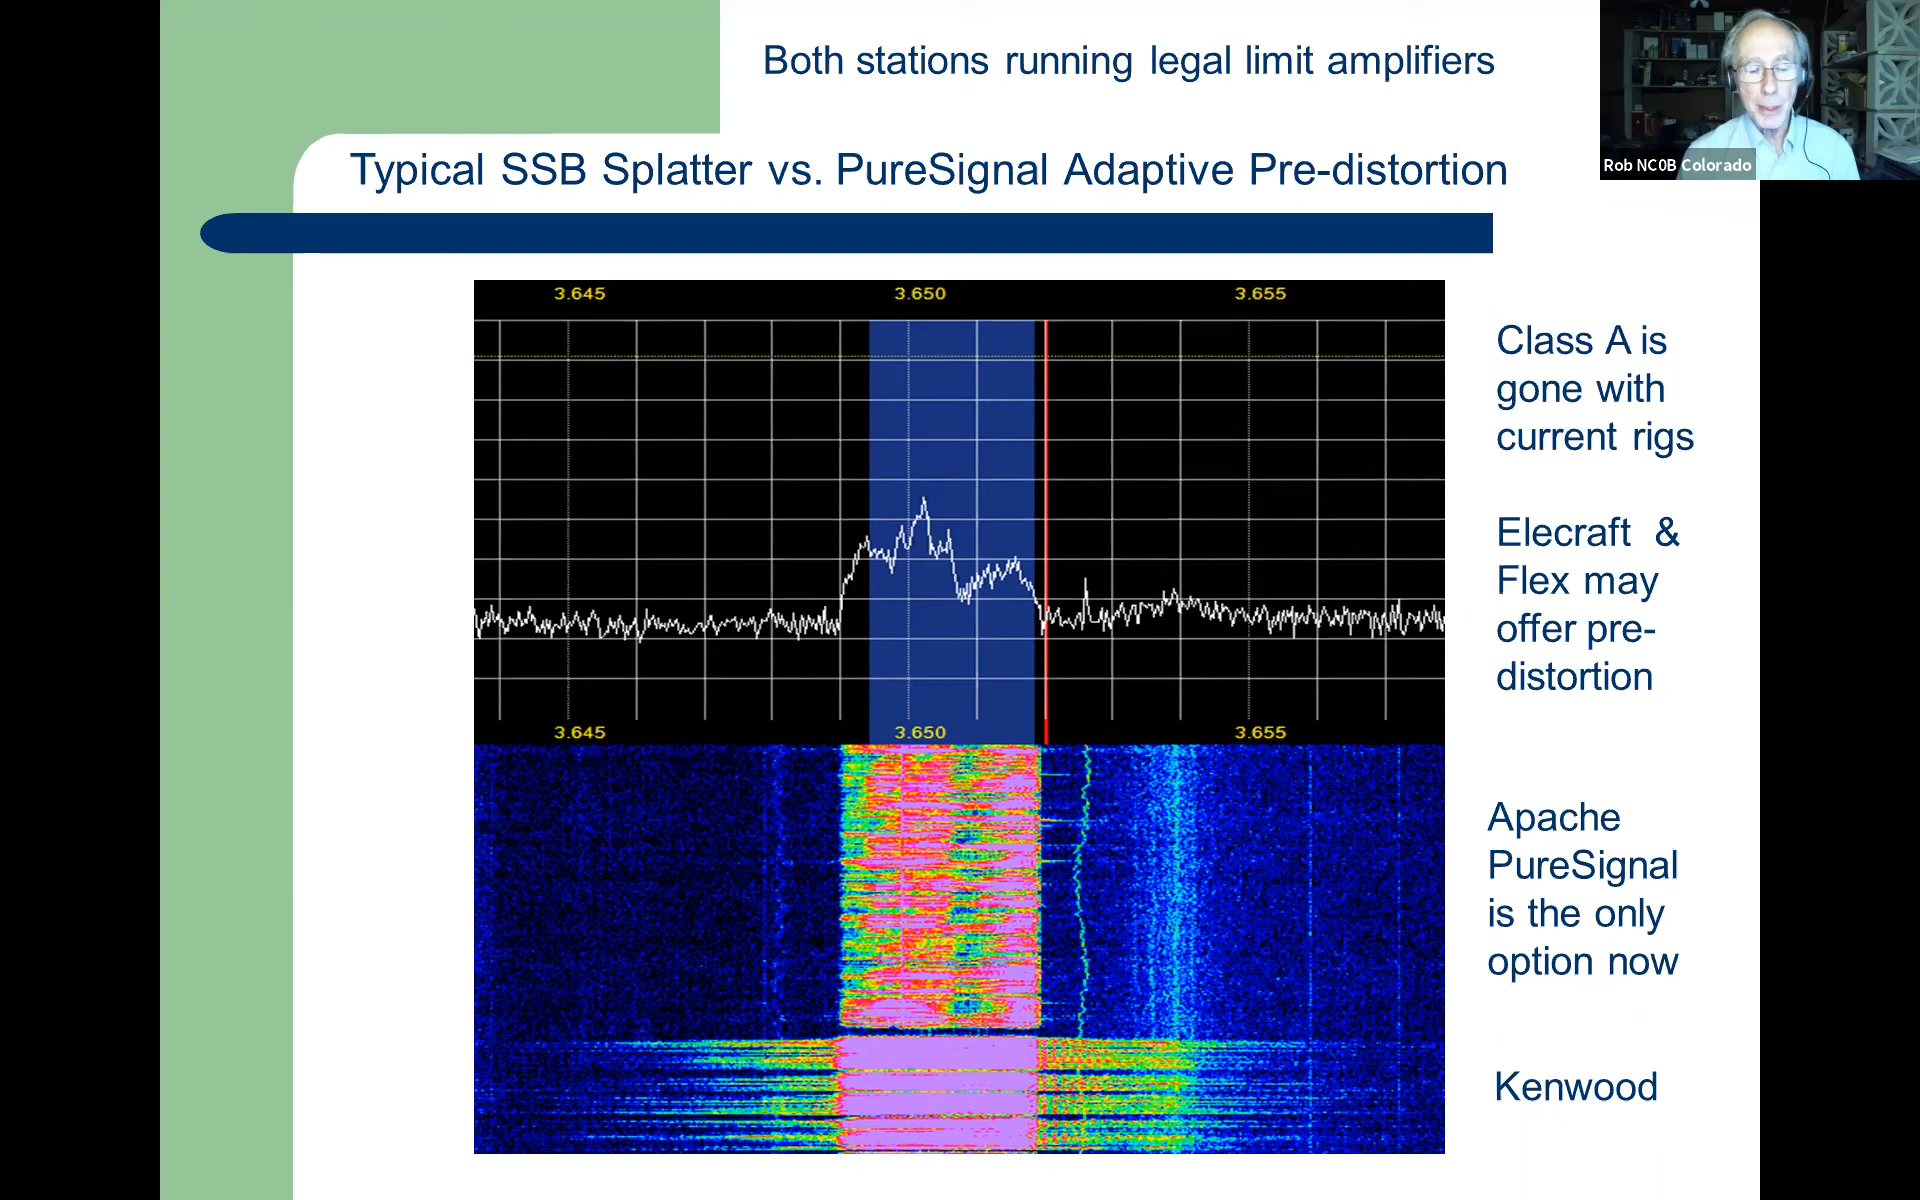 Both stations running legal limit amplifiers
Rob NC0B Colorado
Typical SSB Splatter vs. PureSignal Adaptive Pre-distortion
3.645 3.650 3.655
Class A is
gone with
current rigs
Elecraft &
Flex may
offer pre-
distortion
3.645 3.650 3.655
Apache
PureSignal
is the only
option now
Kenwood